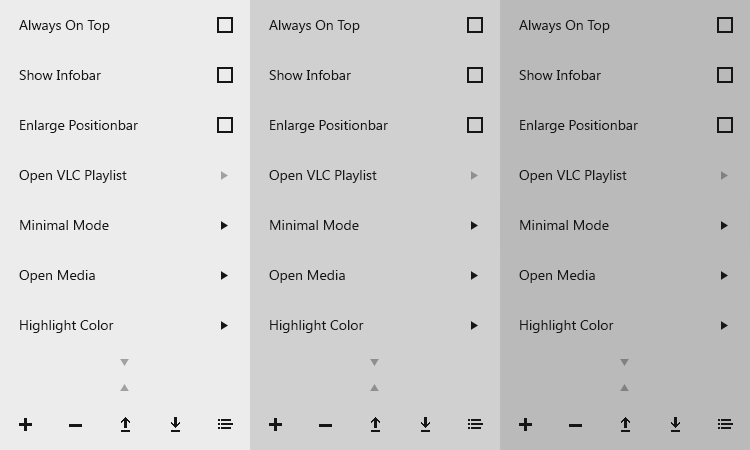 Always On Top
Show Infobar
Enlarge Positionbar
Open VLC Playlist
Minimal Mode
Open Media
Highlight Color
Always On Top
Show Infobar
Enlarge Positionbar
Open VLC Playlist
Minimal Mode
Open Media
Highlight Color
Always On Top
Show Infobar
Enlarge Positionbar
Open VLC Playlist
Minimal Mode
Open Media
Highlight Color